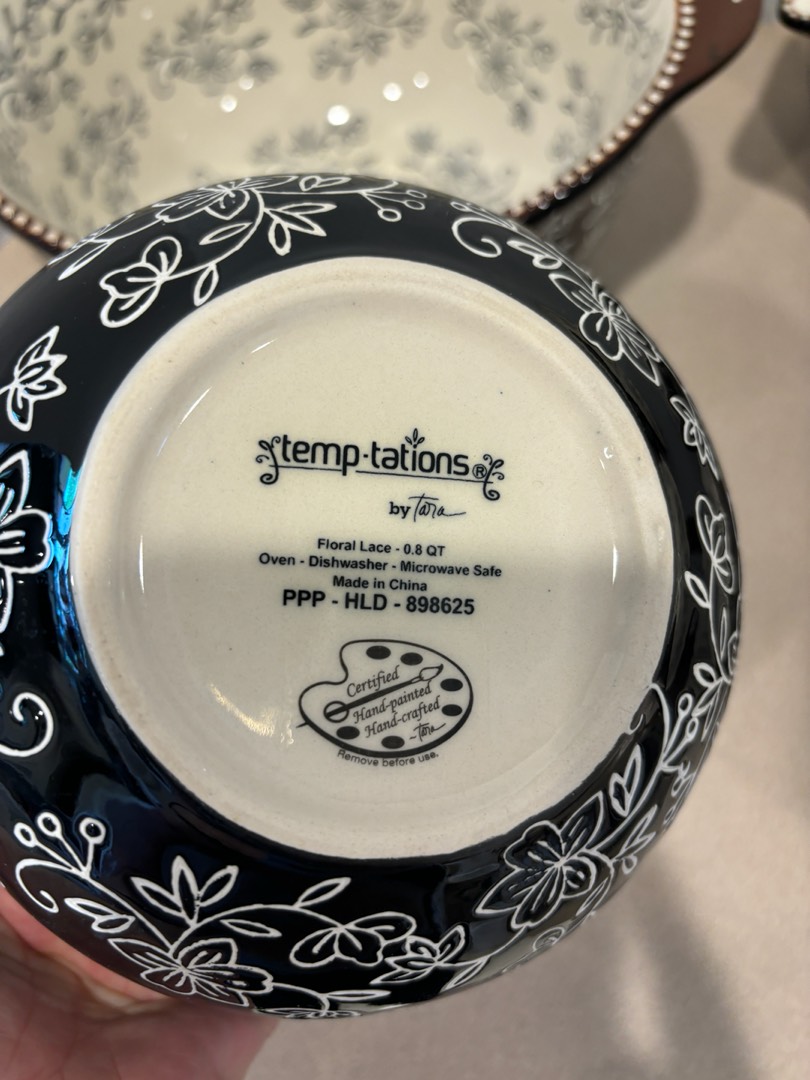 temp·tations®
by Tara
Floral Lace - 0.8 QT
Oven - Dishwasher - Microwave Safe
Made in China
PPP - HLD - 898625
Certified
Hand-painted
Hand-crafted
~Tara
Remove before use.